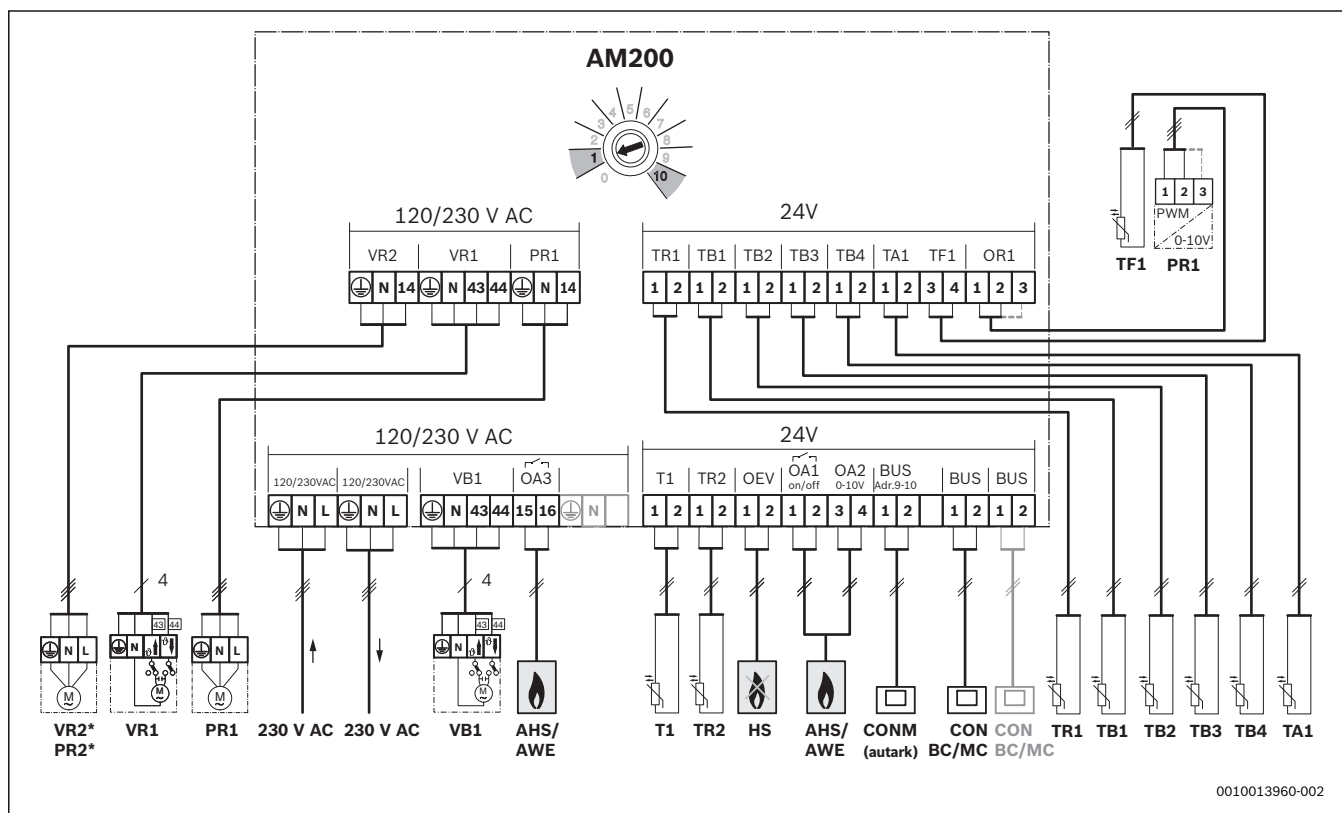 AM200
0 1 2 3 4 5 6 7 8 9 10
120/230 V AC
24V
VR2 VR1 PR1
TR1 TB1 TB2 TB3 TB4 TA1 TF1 OR1
N 14 N 43 44 N 14
1 2 1 2 1 2 1 2 1 2 1 2 3 4 1 2 3
1 2 3
PWM
0-10V
TF1 PR1
120/230 V AC
24V
120/230VAC 120/230VAC VB1 OA3
T1 TR2 OEV OA1 OA2 BUS BUS BUS
on/off 0-10V Adr.9-10
N L N L N 43 44 15 16 N
1 2 1 2 1 2 1 2 3 4 1 2 1 2 1 2
4 4
43 44 43 44
N L N ϑ ϑ N L N ϑ ϑ
M M M M
~ ~ ~ ~
VR2* VR1 PR1 230 V AC 230 V AC VB1 AHS/ T1 TR2 HS AHS/ CONM CON CON TR1 TB1 TB2 TB3 TB4 TA1
PR2* AWE AWE (autark) BC/MC BC/MC
0010013960-002